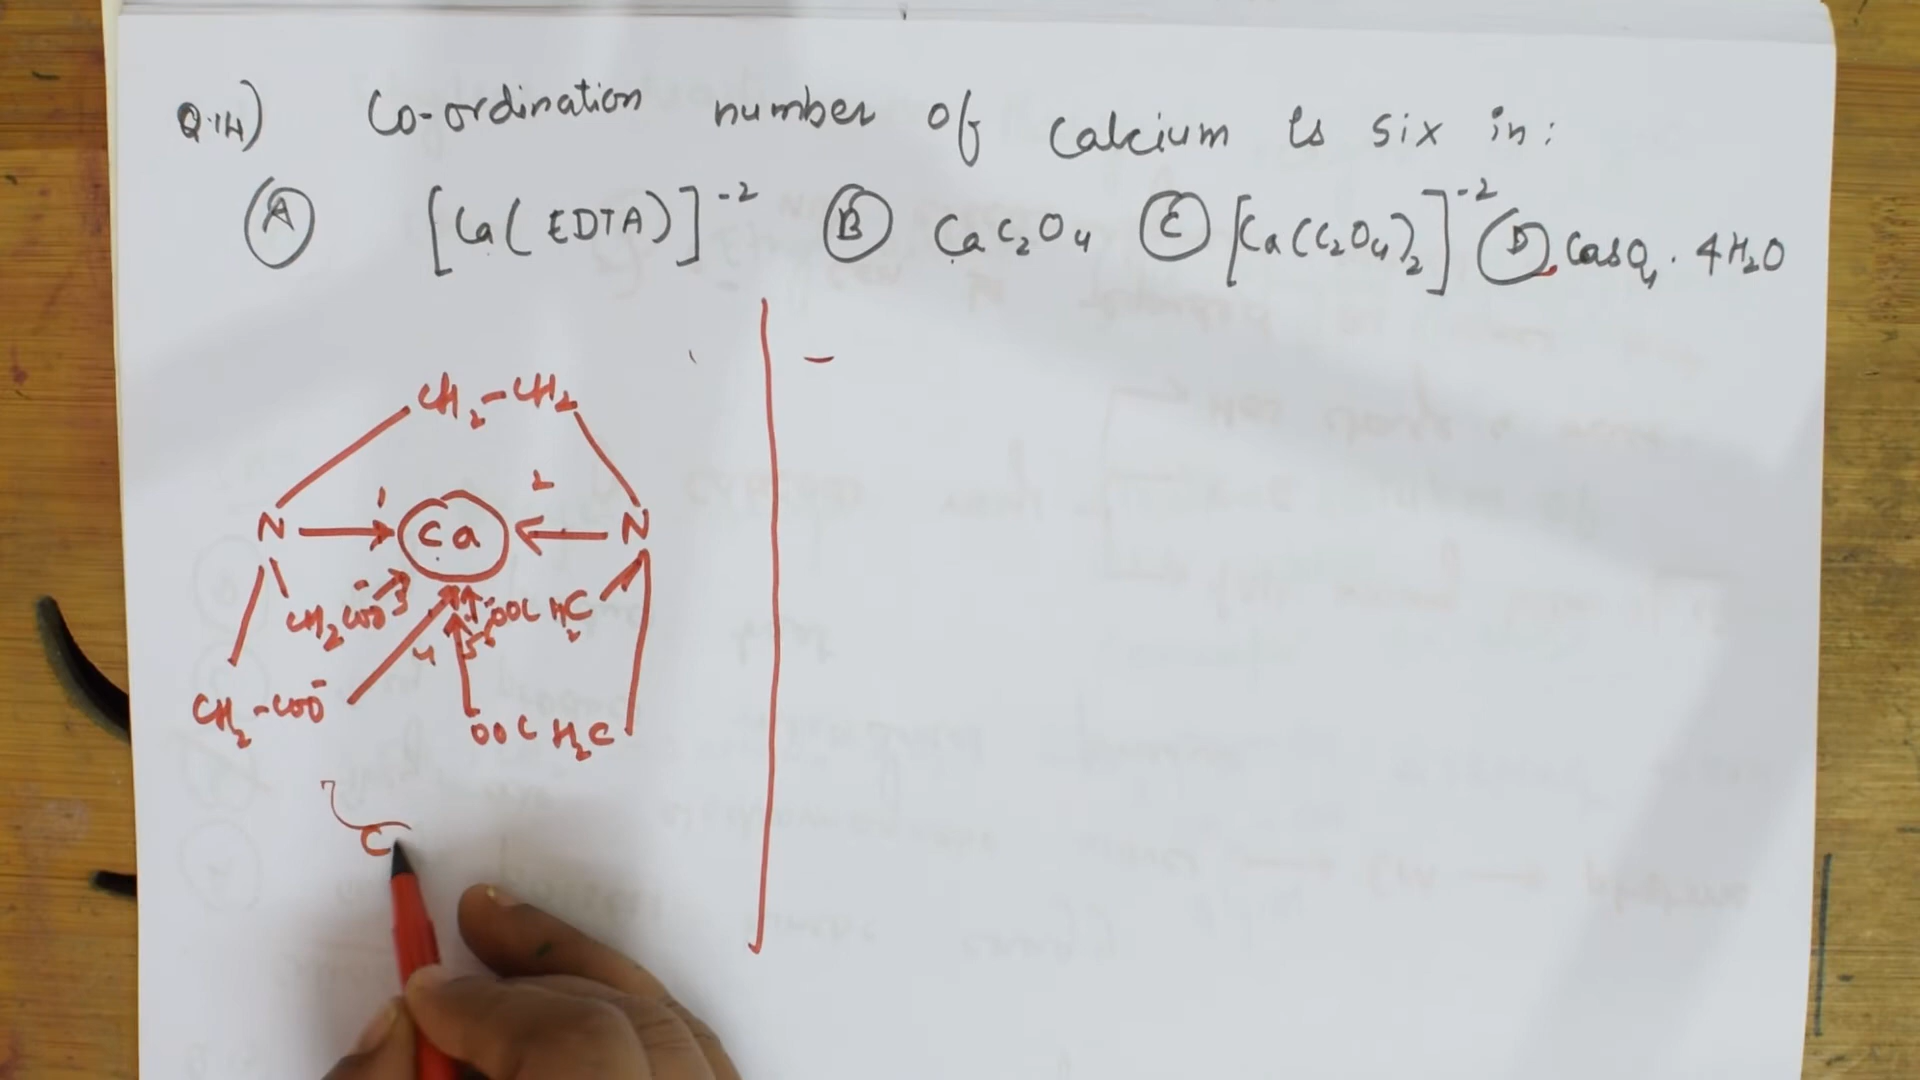 Q.14) Co-ordination number of calcium is six in:
(A) [Ca(EDTA)]⁻² (B) CaC₂O₄ (C) [Ca(C₂O₄)₂]⁻² (D) CaSO₄ . 4H₂O
CH₂-CH₂
1 2
N Ca N
CH₂COO⁻ 3 ⁻OOC H₂C
4 5 6
CH₂-COO⁻ OOC H₂C
C